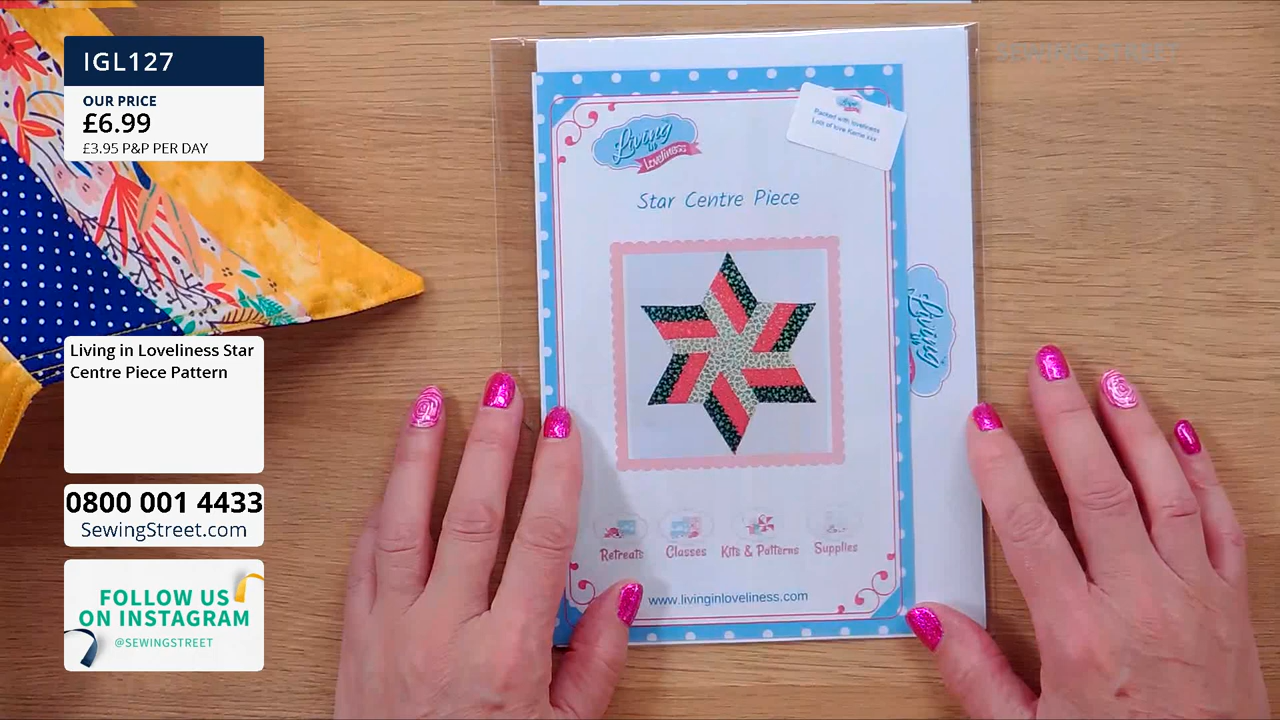 SEWING STREET
IGL127
OUR PRICE
£6.99
£3.95 P&P PER DAY
Living in Loveliness Star
Centre Piece Pattern
0800 001 4433
SewingStreet.com
FOLLOW US
ON INSTAGRAM
@SEWINGSTREET
Living
in
Loveliness
Packed with loveliness
Lots of love Kerrie xxx
Star Centre Piece
Living
Retreats
Classes
Kits & Patterns
Supplies
www.livinginloveliness.com